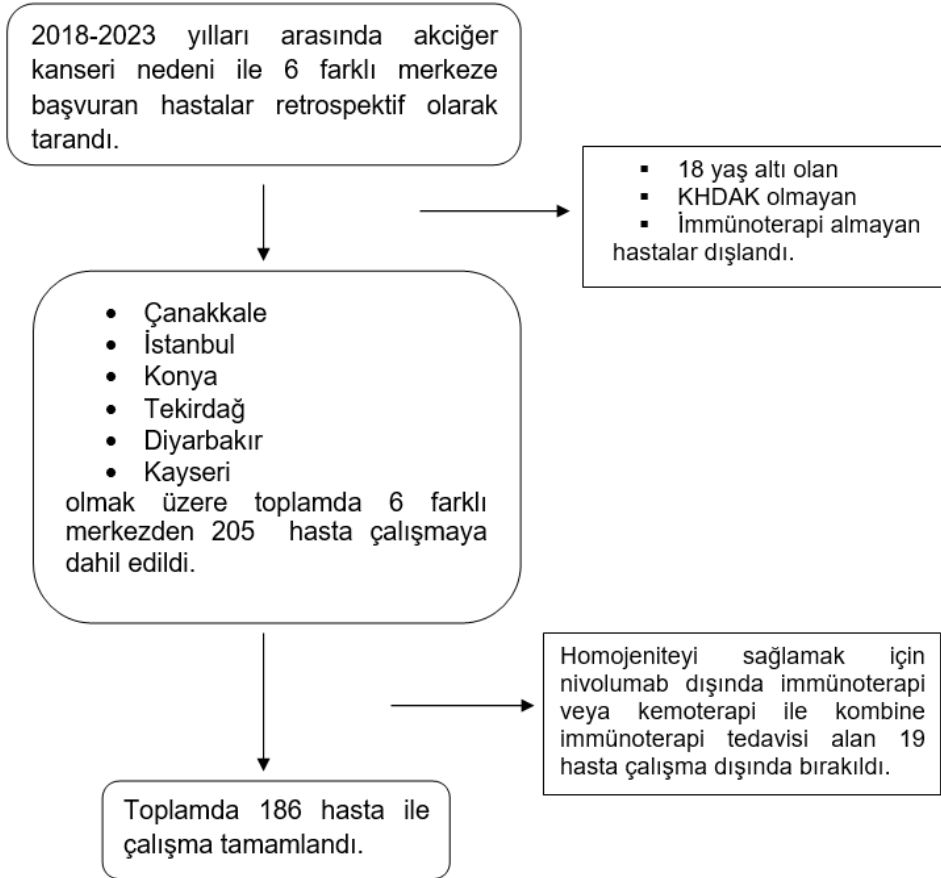 2018-2023 yılları arasında akciğer
kanseri nedeni ile 6 farklı merkeze
başvuran hastalar retrospektif olarak
tarandı.
▪ 18 yaş altı olan
▪ KHDAK olmayan
▪ İmmünoterapi almayan
hastalar dışlandı.
• Çanakkale
• İstanbul
• Konya
• Tekirdağ
• Diyarbakır
• Kayseri
olmak üzere toplamda 6 farklı
merkezden 205 hasta çalışmaya
dahil edildi.
Homojeniteyi sağlamak için
nivolumab dışında immünoterapi
veya kemoterapi ile kombine
immünoterapi tedavisi alan 19
hasta çalışma dışında bırakıldı.
Toplamda 186 hasta ile
çalışma tamamlandı.